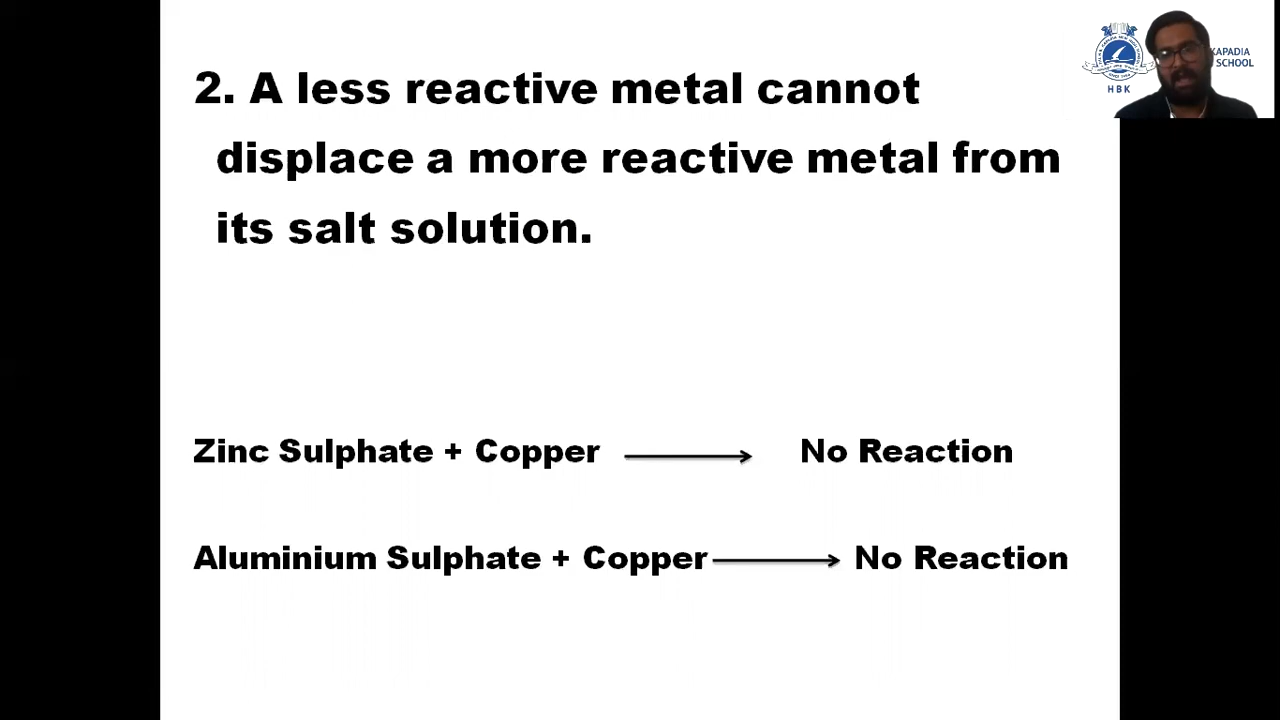 2. A less reactive metal cannot
displace a more reactive metal from
its salt solution.
Zinc Sulphate + Copper ⟶ No Reaction
Aluminium Sulphate + Copper ⟶ No Reaction
KAPADIA
SCHOOL
HBK